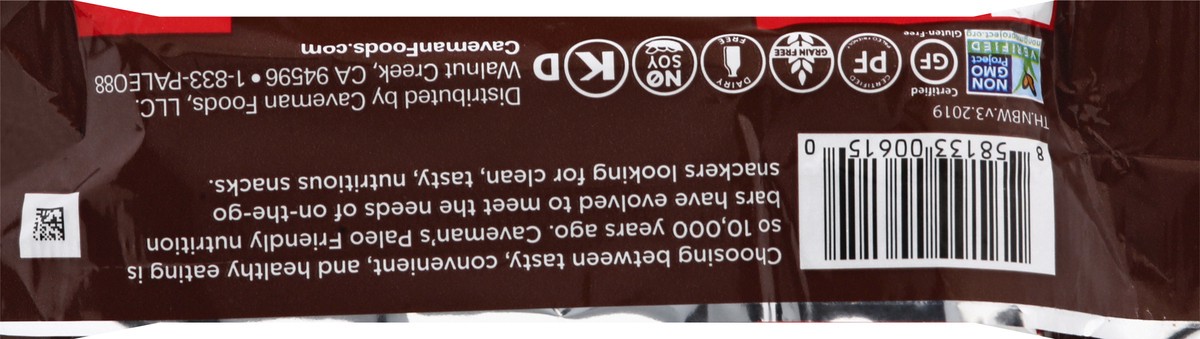 8 58133 00615 0
Choosing between tasty, convenient, and healthy eating is
so 10,000 years ago. Caveman's Paleo Friendly nutrition
bars have evolved to meet the needs of on-the-go
snackers looking for clean, tasty, nutritious snacks.
TH.NBW.v3.2019
NON
GMO
Project
VERIFIED
nongmoproject.org
Certified
GF
Gluten-Free
CERTIFIED
PF
PALEO FRIENDLY
GRAIN FREE
DAIRY
FREE
NO
SOY
K D
Distributed by Caveman Foods, LLC.
Walnut Creek, CA 94596 • 1-833-PALEO88
CavemanFoods.com